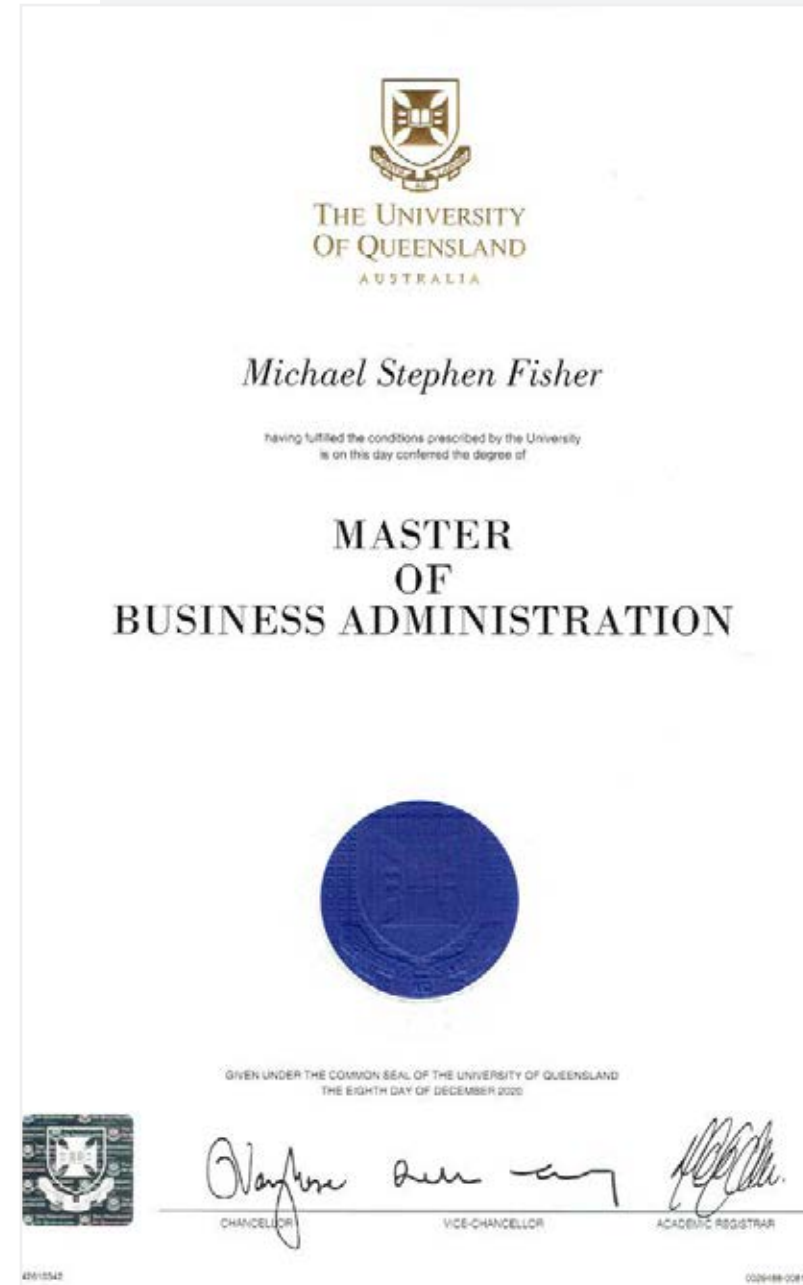 THE UNIVERSITY
OF QUEENSLAND
AUSTRALIA
Michael Stephen Fisher
having fulfilled the conditions prescribed by the University
is on this day conferred the degree of
MASTER
OF
BUSINESS ADMINISTRATION
GIVEN UNDER THE COMMON SEAL OF THE UNIVERSITY OF QUEENSLAND
THE EIGHTH DAY OF DECEMBER 2020
CHANCELLOR VICE-CHANCELLOR ACADEMIC REGISTRAR